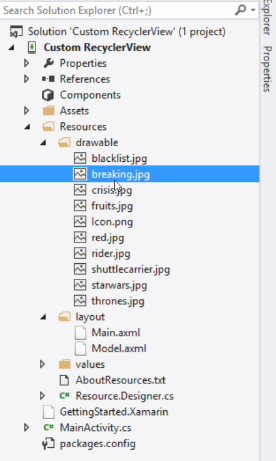 Search Solution Explorer (Ctrl+;)
Solution 'Custom RecyclerView' (1 project)
Custom RecyclerView
Properties
References
Components
Assets
Resources
drawable
blacklist.jpg
breaking.jpg
crisis.jpg
fruits.jpg
Icon.png
red.jpg
rider.jpg
shuttlecarrier.jpg
starwars.jpg
thrones.jpg
layout
Main.axml
Model.axml
values
AboutResources.txt
C# Resource.Designer.cs
GettingStarted.Xamarin
C# MainActivity.cs
packages.config
Explorer
Properties